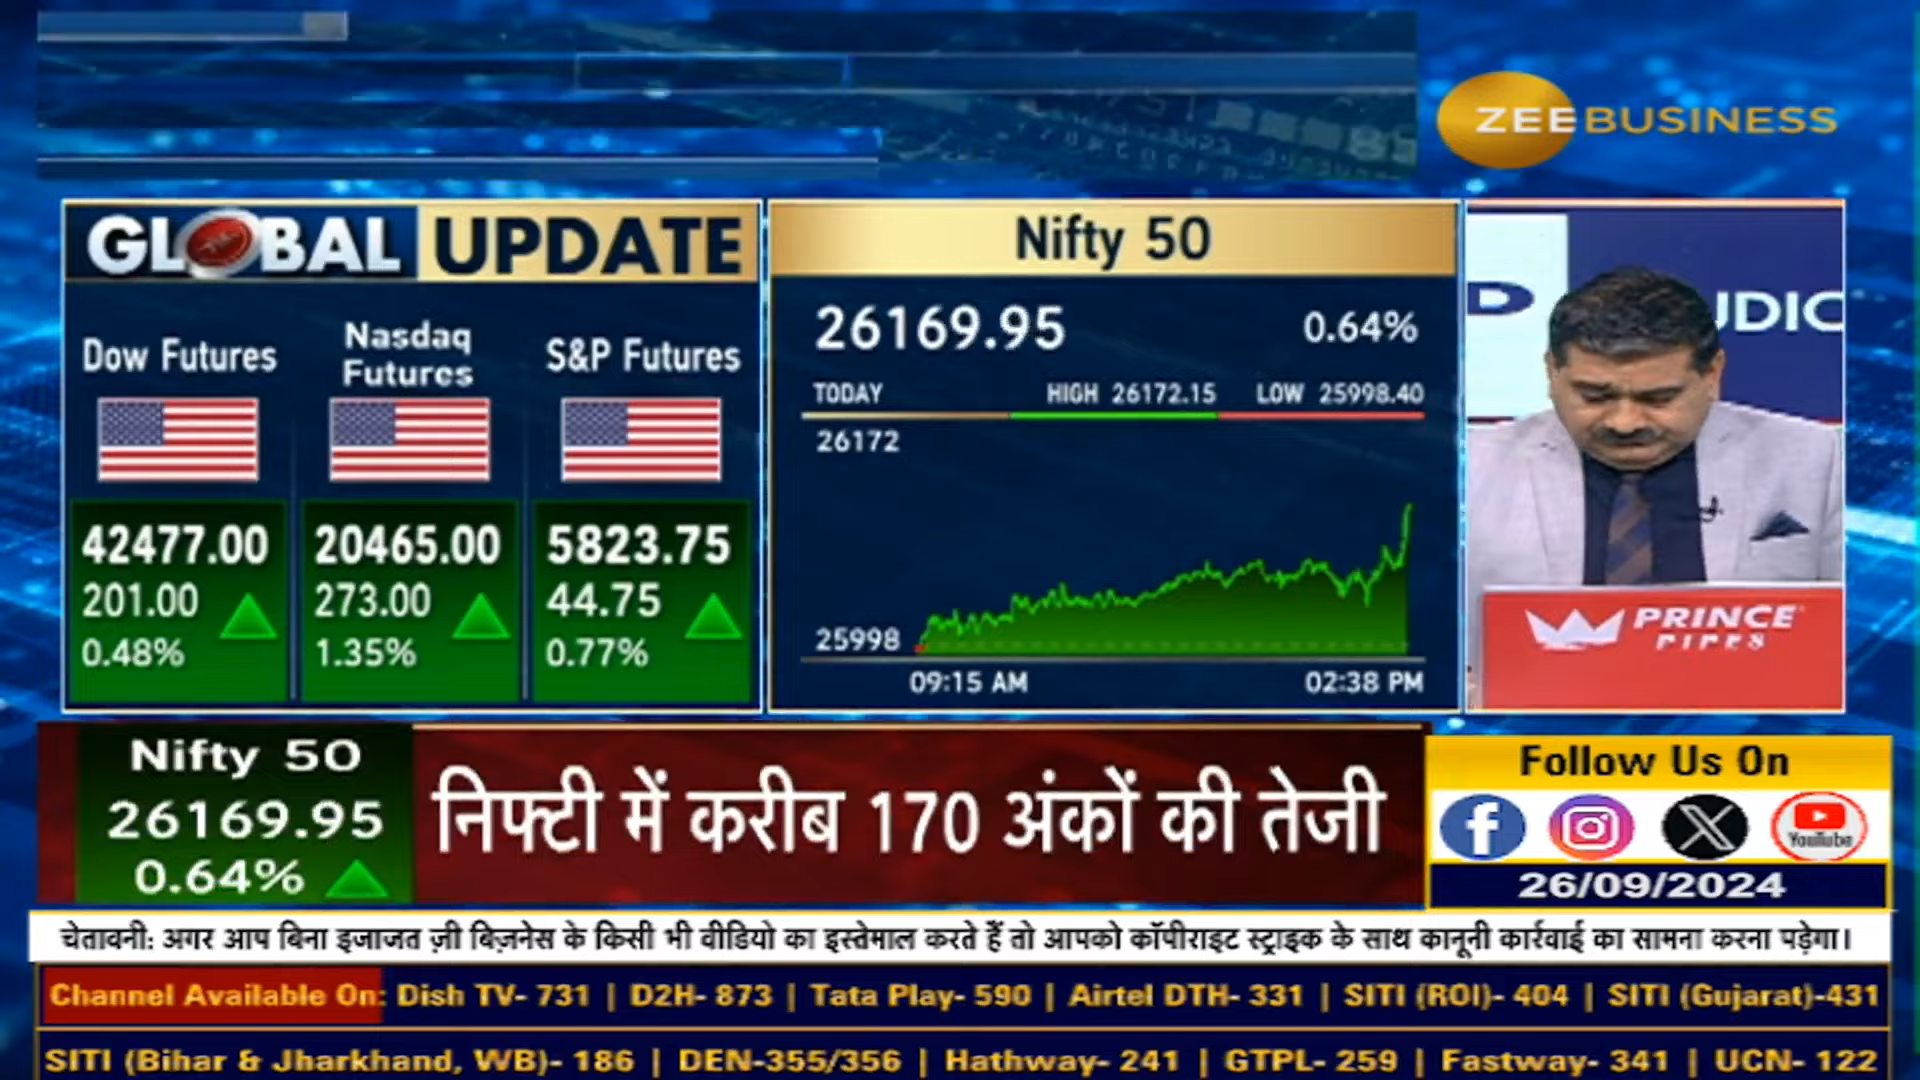 ZEEBUSINESS
GLOBAL UPDATE
Dow Futures
Nasdaq Futures
S&P Futures
42477.00
201.00
0.48%
20465.00
273.00
1.35%
5823.75
44.75
0.77%
Nifty 50
26169.95 0.64%
TODAY HIGH 26172.15 LOW 25998.40
26172
25998
09:15 AM 02:38 PM
PRINCE
PIPES
Nifty 50
26169.95
0.64%
निफ्टी में करीब 170 अंकों की तेजी
Follow Us On
YouTube
26/09/2024
चेतावनी: अगर आप बिना इजाजत ज़ी बिज़नेस के किसी भी वीडियो का इस्तेमाल करते हैं तो आपको कॉपीराइट स्ट्राइक के साथ कानूनी कार्रवाई का सामना करना पड़ेगा।
Channel Available On: Dish TV- 731 | D2H- 873 | Tata Play- 590 | Airtel DTH- 331 | SITI (ROI)- 404 | SITI (Gujarat)-431
SITI (Bihar & Jharkhand, WB)- 186 | DEN-355/356 | Hathway- 241 | GTPL- 259 | Fastway- 341 | UCN- 122